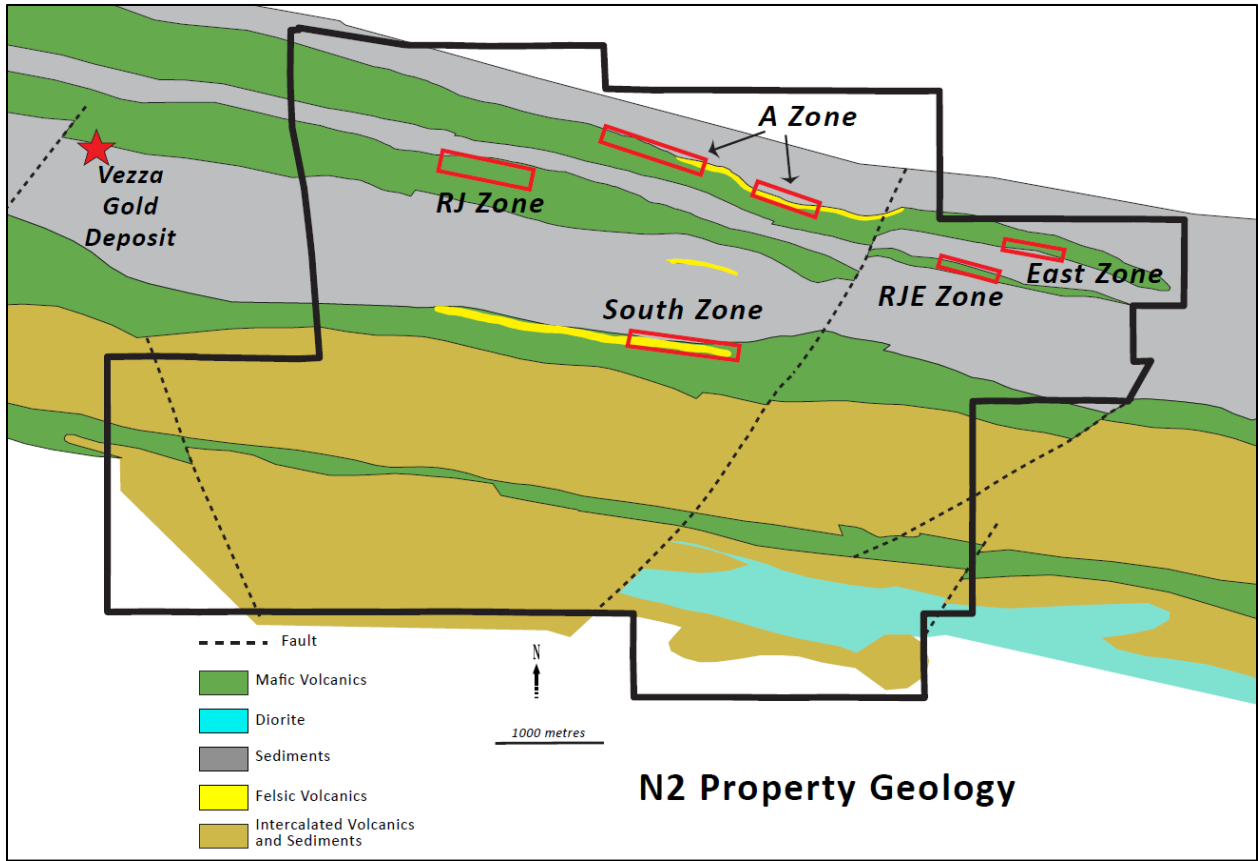 A Zone
Vezza
Gold
Deposit
RJ Zone
East Zone
RJE Zone
South Zone
Fault
Mafic Volcanics
Diorite
Sediments
Felsic Volcanics
Intercalated Volcanics
and Sediments
N
1000 metres
N2 Property Geology